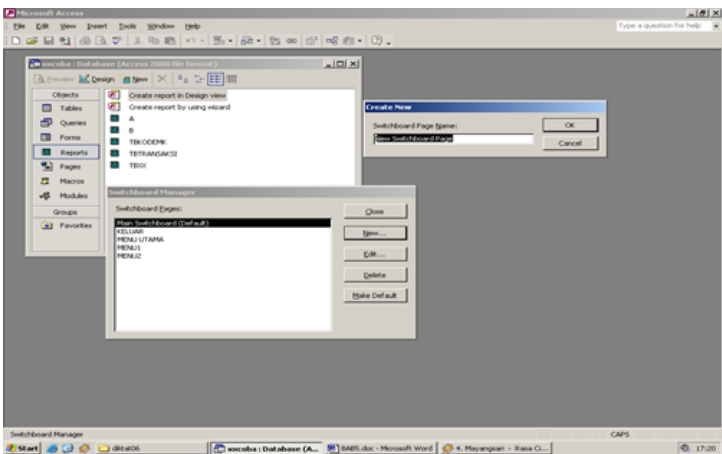 Microsoft Access
File Edit View Insert Tools Window Help
Type a question for help
xxcoba : Database (Access 2000 file format)
Preview Design New
Objects
Tables
Queries
Forms
Reports
Pages
Macros
Modules
Groups
Favorites
Create report in Design view
Create report by using wizard
A
B
TBKODEMK
TBTRANSAKSI
TBXX
Create New
Switchboard Page Name:
New Switchboard Page
OK
Cancel
Switchboard Manager
Switchboard Pages:
Main Switchboard (Default)
KELUAR
MENU UTAMA
MENU1
MENU2
Close
New...
Edit...
Delete
Make Default
Switchboard Manager
CAPS
Start
diktat06
xxcoba : Database (A...
BAB5.doc - Microsoft Word
4. Mayangsari - Rasa C...
17:20